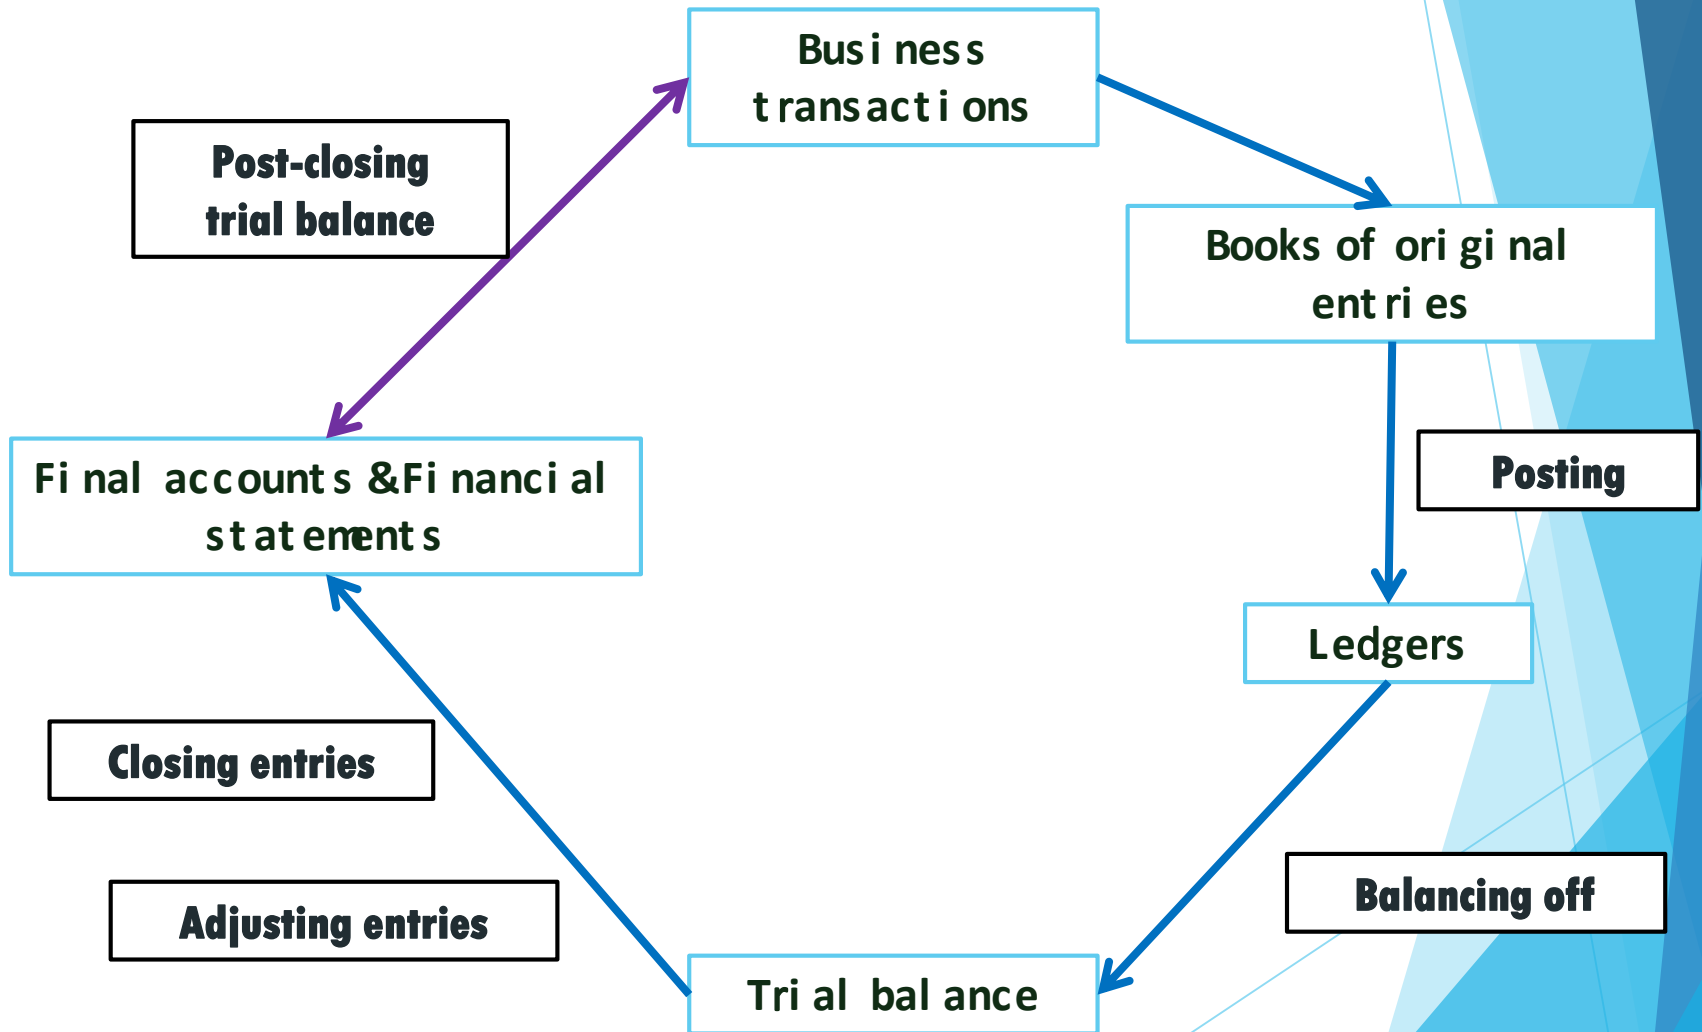 Business
transactions
Post-closing
trial balance
Books of original
entries
Final accounts &Financial
statements
Posting
Ledgers
Closing entries
Adjusting entries
Balancing off
Trial balance